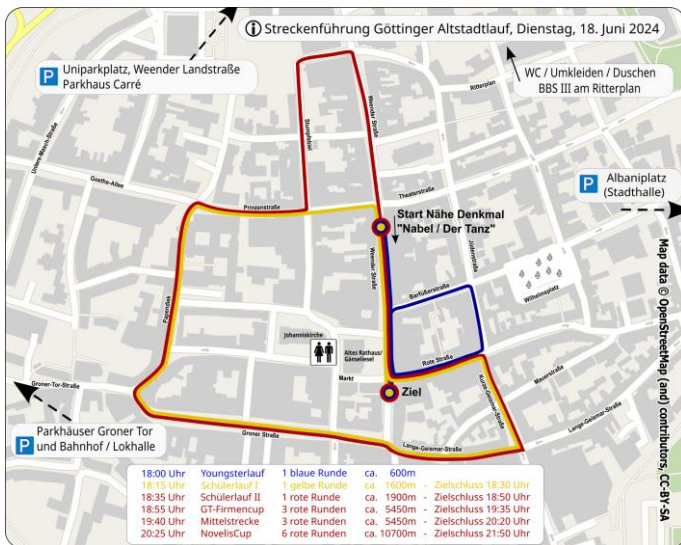 Streckenführung Göttinger Altstadtlauf, Dienstag, 18. Juni 2024
P Uniparkplatz, Weender Landstraße
Parkhaus Carré
WC / Umkleiden / Duschen
BBS III am Ritterplan
Ritterplan
Weender Straße
Stumpfebiel
Untere-Masch-Straße
Goethe-Allee
Theaterstraße
Prinzenstraße
P Albaniplatz
(Stadthalle)
Start Nähe Denkmal
"Nabel / Der Tanz"
Jüdenstraße
Weender Straße
Barfüßerstraße
Wilhelmsplatz
Papendiek
Johanniskirche
Altes Rathaus/
Gänseliesel
Rote Straße
Markt
Ziel
Kurze-Geismar-Straße
Mauerstraße
Groner-Tor-Straße
Groner Straße
Lange-Geismar-Straße
Lange-Geismar-Straße
P Parkhäuser Groner Tor
und Bahnhof / Lokhalle
Map data © OpenStreetMap (and) contributors, CC-BY-SA
18:00 Uhr Youngsterlauf 1 blaue Runde ca. 600m
18:15 Uhr Schülerlauf I 1 gelbe Runde ca. 1600m - Zielschluss 18:30 Uhr
18:35 Uhr Schülerlauf II 1 rote Runde ca. 1900m - Zielschluss 18:50 Uhr
18:55 Uhr GT-Firmencup 3 rote Runden ca. 5450m - Zielschluss 19:35 Uhr
19:40 Uhr Mittelstrecke 3 rote Runden ca. 5450m - Zielschluss 20:20 Uhr
20:25 Uhr NovelisCup 6 rote Runden ca. 10700m - Zielschluss 21:50 Uhr